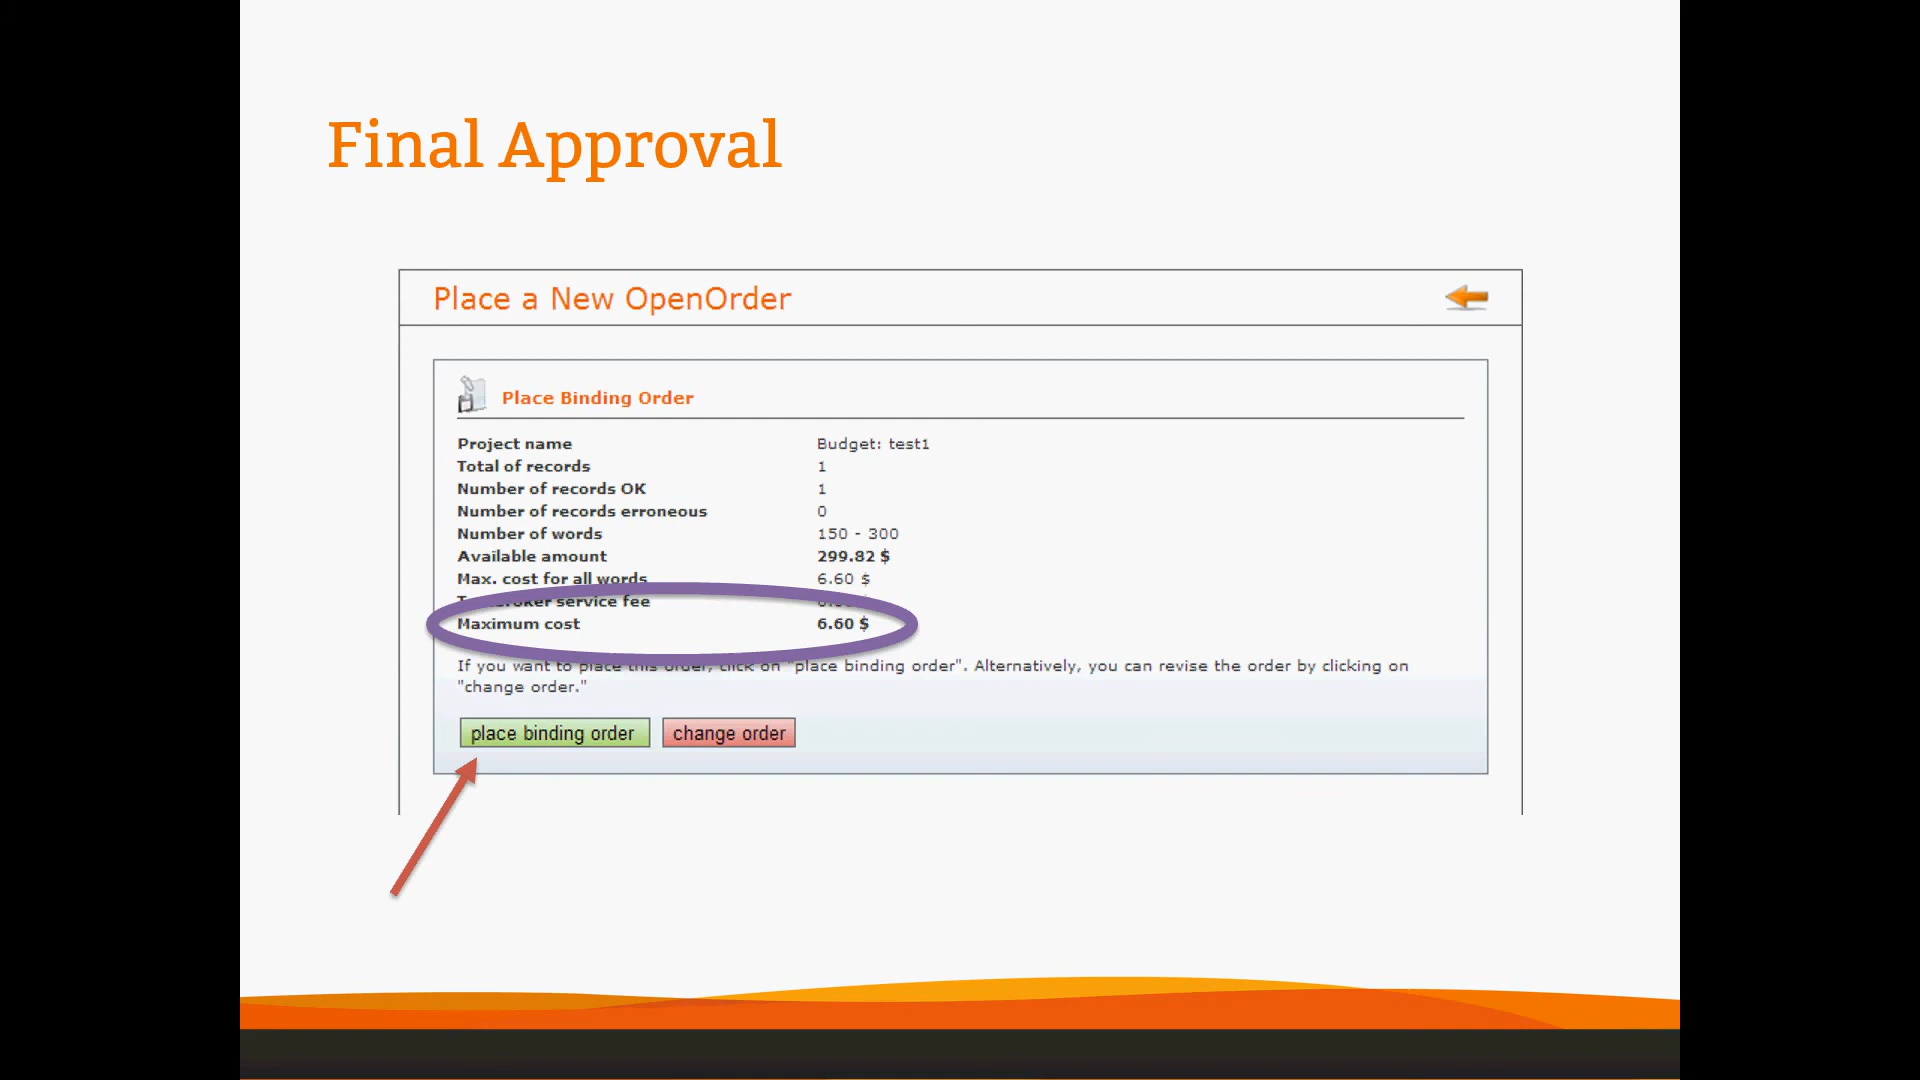 Final Approval
Place a New OpenOrder
Place Binding Order
Project name Budget: test1
Total of records 1
Number of records OK 1
Number of records erroneous 0
Number of words 150 - 300
Available amount 299.82 $
Max. cost for all words 6.60 $
service fee
Maximum cost 6.60 $
If you want to place this order, click on "place binding order". Alternatively, you can revise the order by clicking on
"change order."
place binding order change order